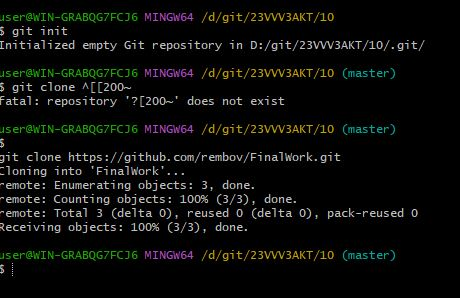 user@WIN-GRABQG7FCJ6 MINGW64 /d/git/23VVV3AKT/10
$ git init
Initialized empty Git repository in D:/git/23VVV3AKT/10/.git/
user@WIN-GRABQG7FCJ6 MINGW64 /d/git/23VVV3AKT/10 (master)
$ git clone ^[[200~
fatal: repository '?[200~' does not exist
user@WIN-GRABQG7FCJ6 MINGW64 /d/git/23VVV3AKT/10 (master)
$
git clone https://github.com/rembov/FinalWork.git
Cloning into 'FinalWork'...
remote: Enumerating objects: 3, done.
remote: Counting objects: 100% (3/3), done.
remote: Total 3 (delta 0), reused 0 (delta 0), pack-reused 0
Receiving objects: 100% (3/3), done.
user@WIN-GRABQG7FCJ6 MINGW64 /d/git/23VVV3AKT/10 (master)
$